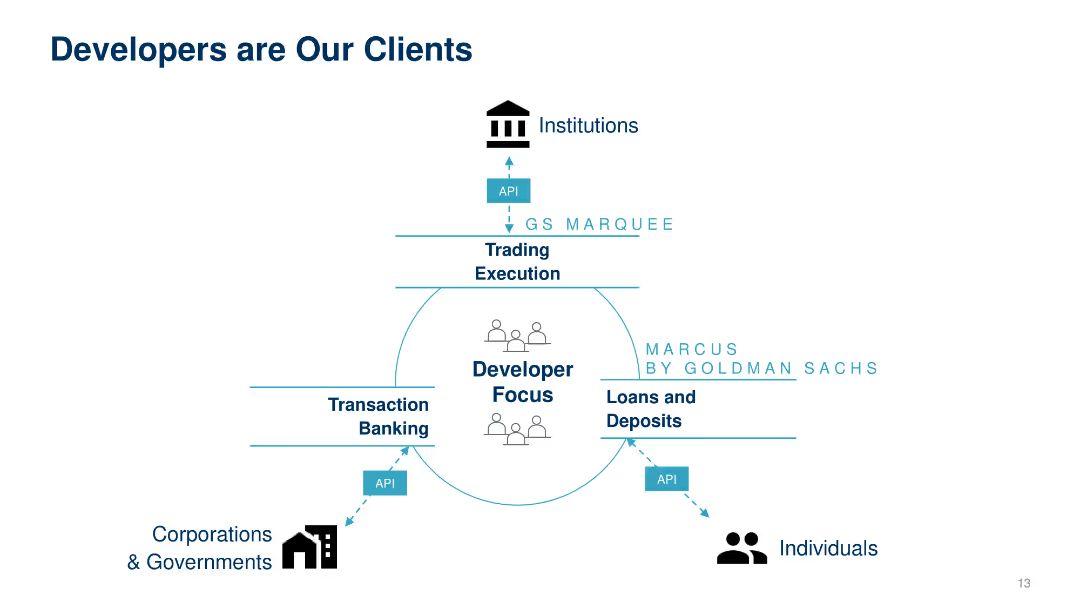 Developers are Our Clients
Institutions
API
GS MARQUEE
Trading
Execution
MARCUS
BY GOLDMAN SACHS
Developer
Focus
Transaction
Banking
Loans and
Deposits
API
API
Corporations
& Governments
Individuals
13